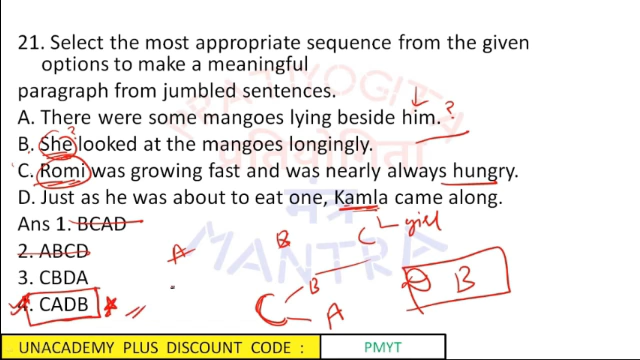 21. Select the most appropriate sequence from the given
options to make a meaningful
paragraph from jumbled sentences.
A. There were some mangoes lying beside him. ?
B. She looked at the mangoes longingly. ?
C. Romi was growing fast and was nearly always hungry.
D. Just as he was about to eat one, Kamla came along.
Ans 1. BCAD
girl
2. ABCD
A B C
3. CBDA
B
D B
4. CADB
C A
PRATIYOGITA
प्रतियोगिता
मंत्र
MANTRA
UNACADEMY PLUS DISCOUNT CODE : PMYT